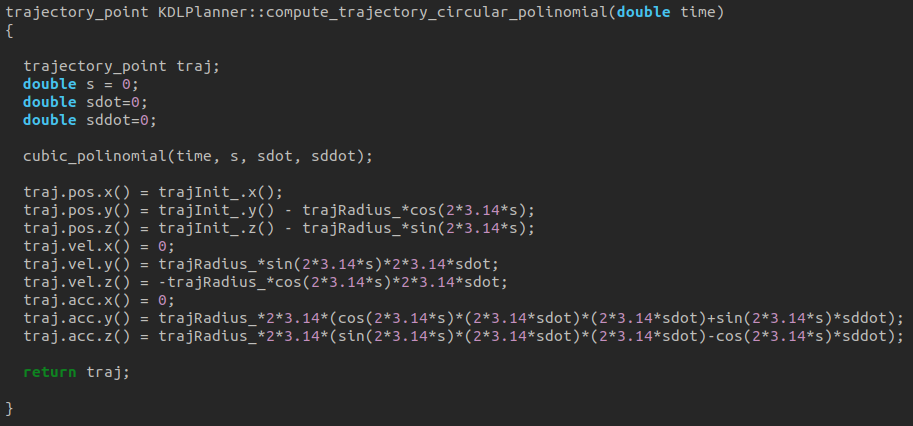 trajectory_point KDLPlanner::compute_trajectory_circular_polinomial(double time)
{
trajectory_point traj;
double s = 0;
double sdot=0;
double sddot=0;
cubic_polinomial(time, s, sdot, sddot);
traj.pos.x() = trajInit_.x();
traj.pos.y() = trajInit_.y() - trajRadius_*cos(2*3.14*s);
traj.pos.z() = trajInit_.z() - trajRadius_*sin(2*3.14*s);
traj.vel.x() = 0;
traj.vel.y() = trajRadius_*sin(2*3.14*s)*2*3.14*sdot;
traj.vel.z() = -trajRadius_*cos(2*3.14*s)*2*3.14*sdot;
traj.acc.x() = 0;
traj.acc.y() = trajRadius_*2*3.14*(cos(2*3.14*s)*(2*3.14*sdot)*(2*3.14*sdot)+sin(2*3.14*s)*sddot);
traj.acc.z() = trajRadius_*2*3.14*(sin(2*3.14*s)*(2*3.14*sdot)*(2*3.14*sdot)-cos(2*3.14*s)*sddot);
return traj;
}